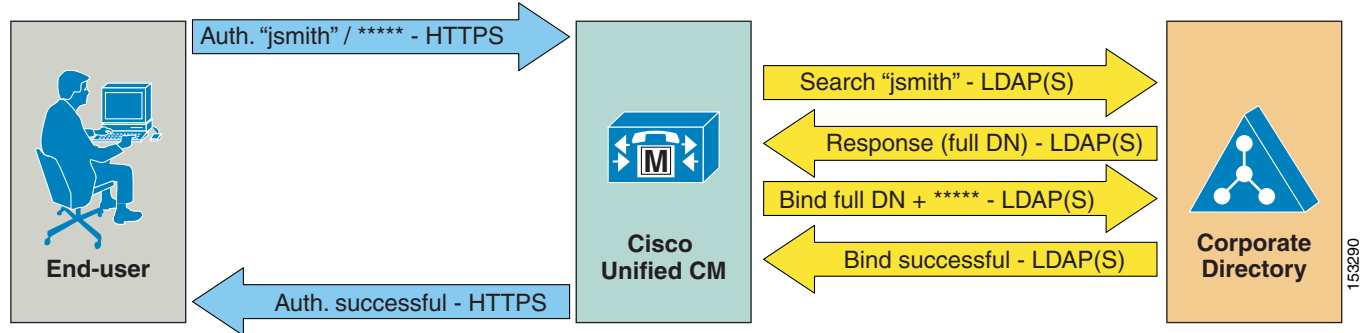 Auth. “jsmith” / ***** - HTTPS
Search “jsmith” - LDAP(S)
Response (full DN) - LDAP(S)
M
Bind full DN + ***** - LDAP(S)
End-user
Cisco
Unified CM
Bind successful - LDAP(S)
Corporate
Directory
Auth. successful - HTTPS
153290